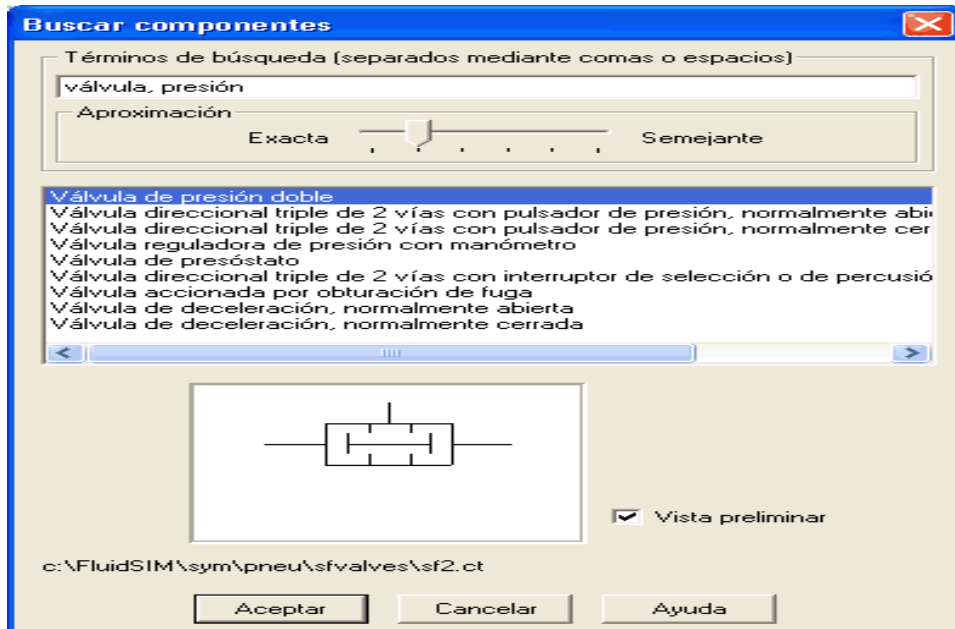 Buscar componentes
Términos de búsqueda (separados mediante comas o espacios)
válvula, presión
Aproximación
Exacta Semejante
Válvula de presión doble
Válvula direccional triple de 2 vías con pulsador de presión, normalmente abi
Válvula direccional triple de 2 vías con pulsador de presión, normalmente cer
Válvula reguladora de presión con manómetro
Válvula de presóstato
Válvula direccional triple de 2 vías con interruptor de selección o de percusió
Válvula accionada por obturación de fuga
Válvula de deceleración, normalmente abierta
Válvula de deceleración, normalmente cerrada
Vista preliminar
c:\FluidSIM\sym\pneu\sfvalves\sf2.ct
Aceptar Cancelar Ayuda